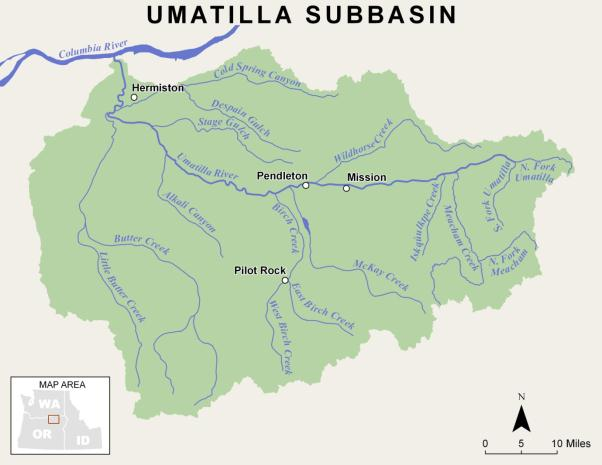 UMATILLA SUBBASIN
Columbia River
Cold Spring Canyon
Hermiston
Despain Gulch
Stage Gulch
Wildhorse Creek
Umatilla River
Pendleton
Mission
N. Fork
Umatilla
S. Fork Umatilla
Iskquulktpe Creek
Meacham Creek
N. Fork
Meacham
Alkali Canyon
Birch Creek
Butter Creek
Little Butter Creek
McKay Creek
Pilot Rock
East Birch Creek
West Birch Creek
MAP AREA
WA
OR
ID
N
0 5 10 Miles